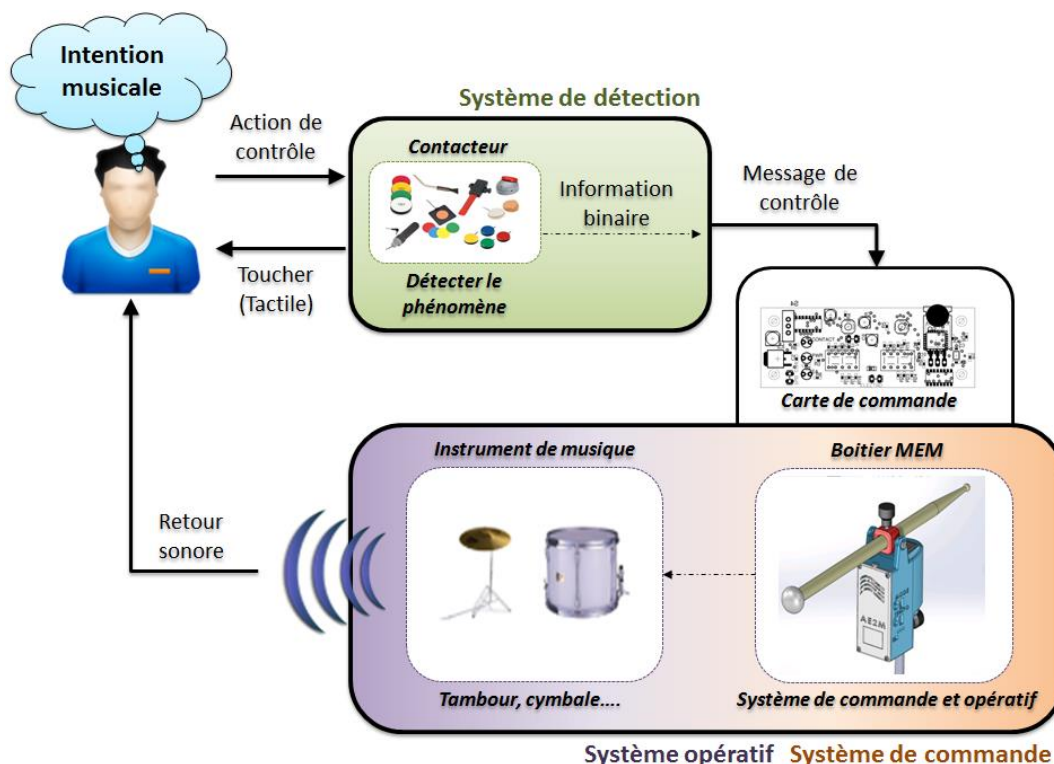 Intention
musicale
Système de détection
Action de
contrôle
Contacteur
Information
binaire
Message de
contrôle
Toucher
(Tactile)
Détecter le
phénomène
CONTACT
Carte de commande
Instrument de musique
Boitier MEM
Retour
sonore
AE2M
Tambour, cymbale....
Système de commande et opératif
Système opératif Système de commande